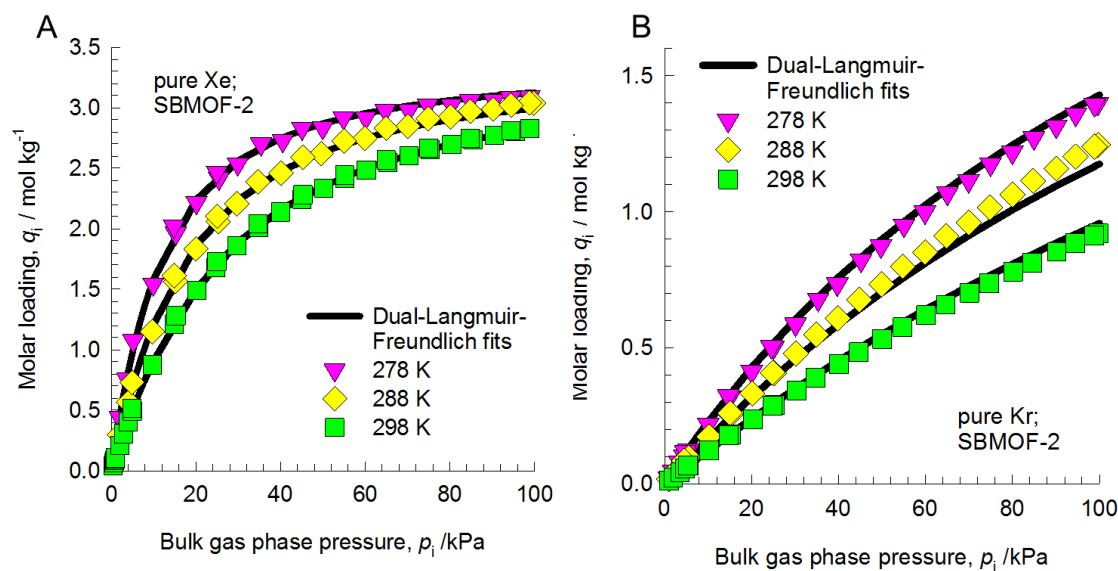 A
3.5
3.0
2.5
2.0
1.5
1.0
0.5
0.0
Molar loading, qi / mol kg-1
pure Xe;
SBMOF-2
Dual-Langmuir-
Freundlich fits
278 K
288 K
298 K
0 20 40 60 80 100
Bulk gas phase pressure, pi /kPa
B
1.5
1.0
0.5
0.0
Molar loading, qi / mol kg-
Dual-Langmuir-
Freundlich fits
278 K
288 K
298 K
pure Kr;
SBMOF-2
0 20 40 60 80 100
Bulk gas phase pressure, pi /kPa